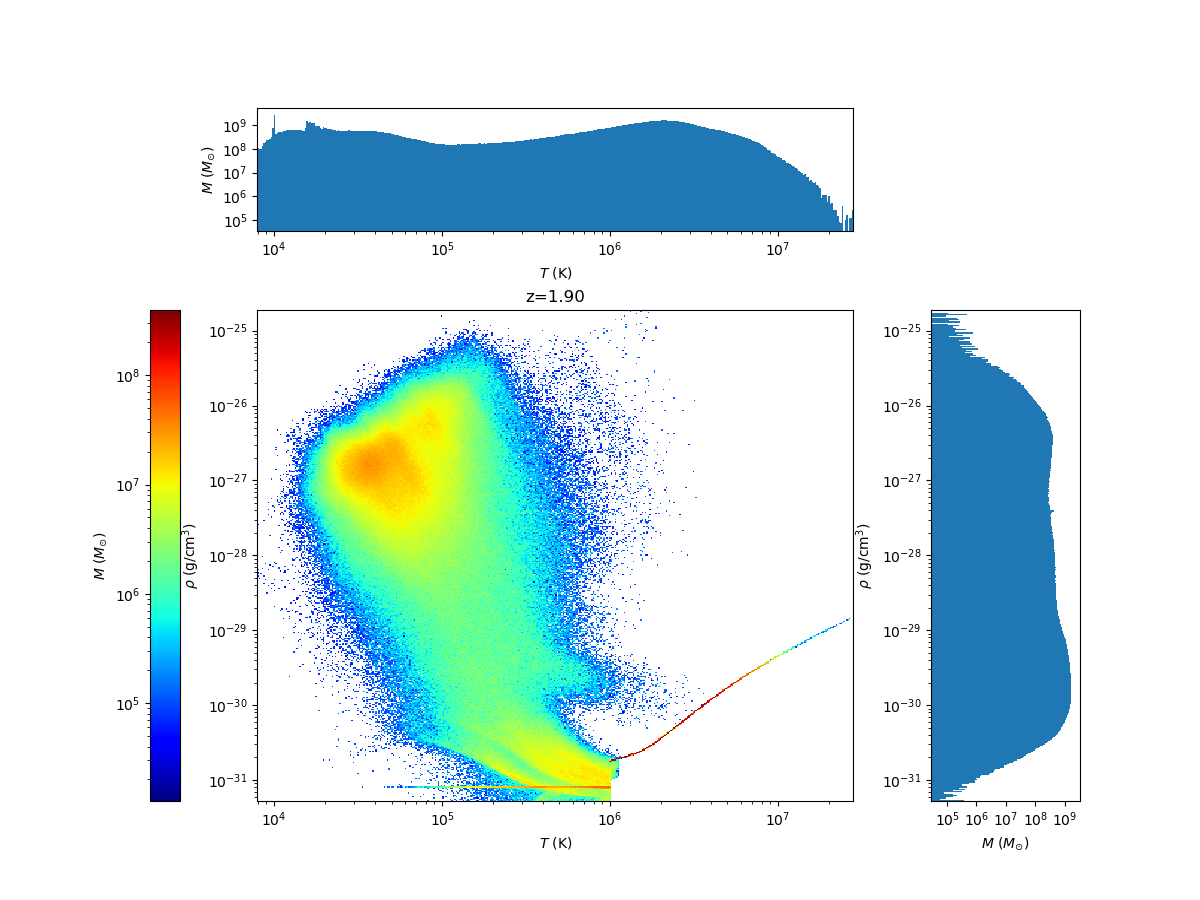 10⁹
10⁸
10⁷
10⁶
10⁵
M (M☉)
10⁴ 10⁵ 10⁶ 10⁷
T (K)
z=1.90
10⁸
10⁷
10⁶
10⁵
M (M☉)
10⁻²⁵
10⁻²⁶
10⁻²⁷
10⁻²⁸
10⁻²⁹
10⁻³⁰
10⁻³¹
ρ (g/cm³)
10⁴ 10⁵ 10⁶ 10⁷
T (K)
10⁻²⁵
10⁻²⁶
10⁻²⁷
10⁻²⁸
10⁻²⁹
10⁻³⁰
10⁻³¹
ρ (g/cm³)
10⁵ 10⁶ 10⁷ 10⁸ 10⁹
M (M☉)